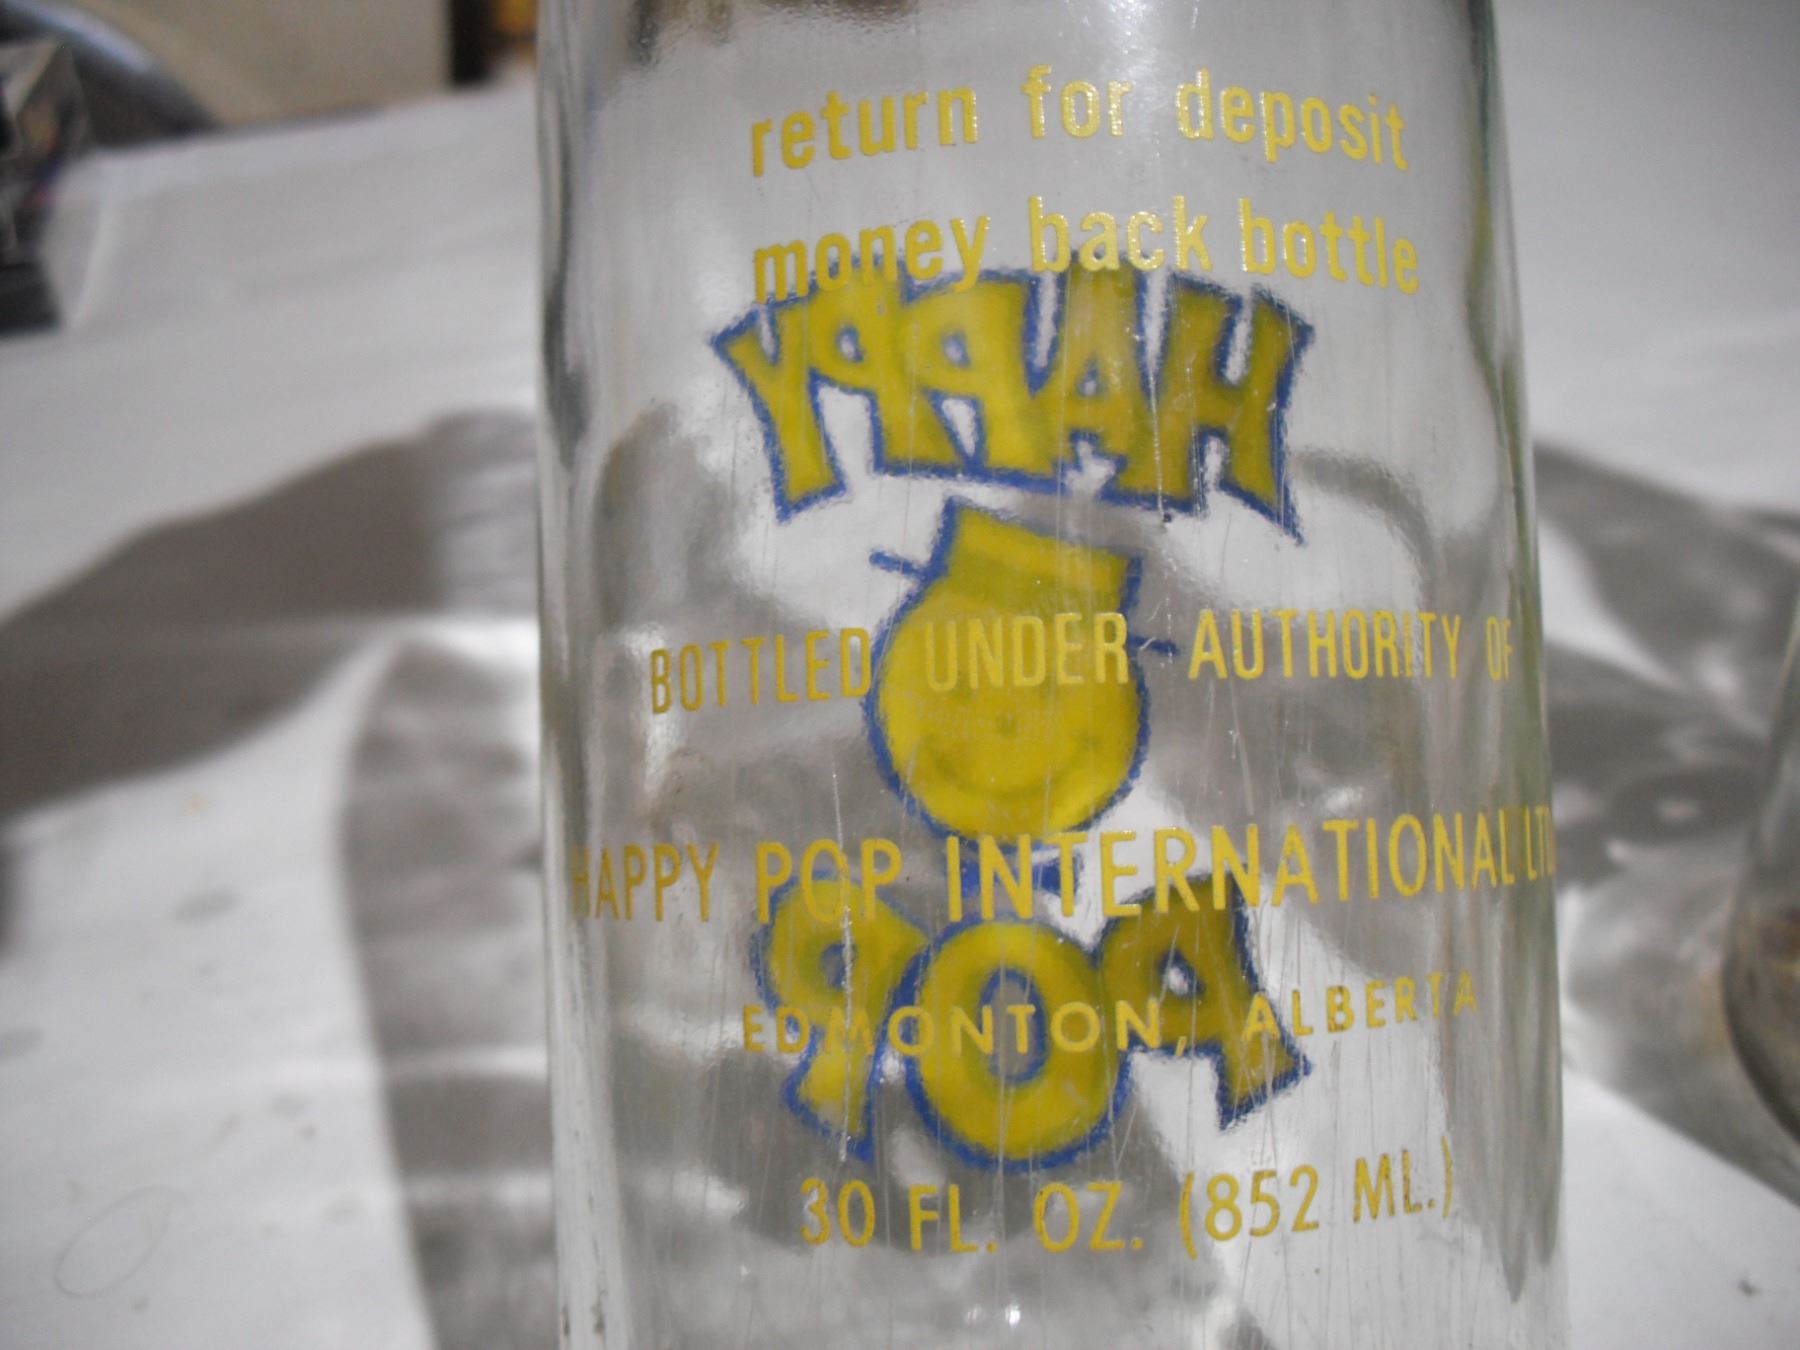 return for deposit
money back bottle
HAPPY
BOTTLED UNDER AUTHORITY OF
HAPPY POP INTERNATIONAL LTD
POP
EDMONTON, ALBERTA
30 FL. OZ. (852 ML.)